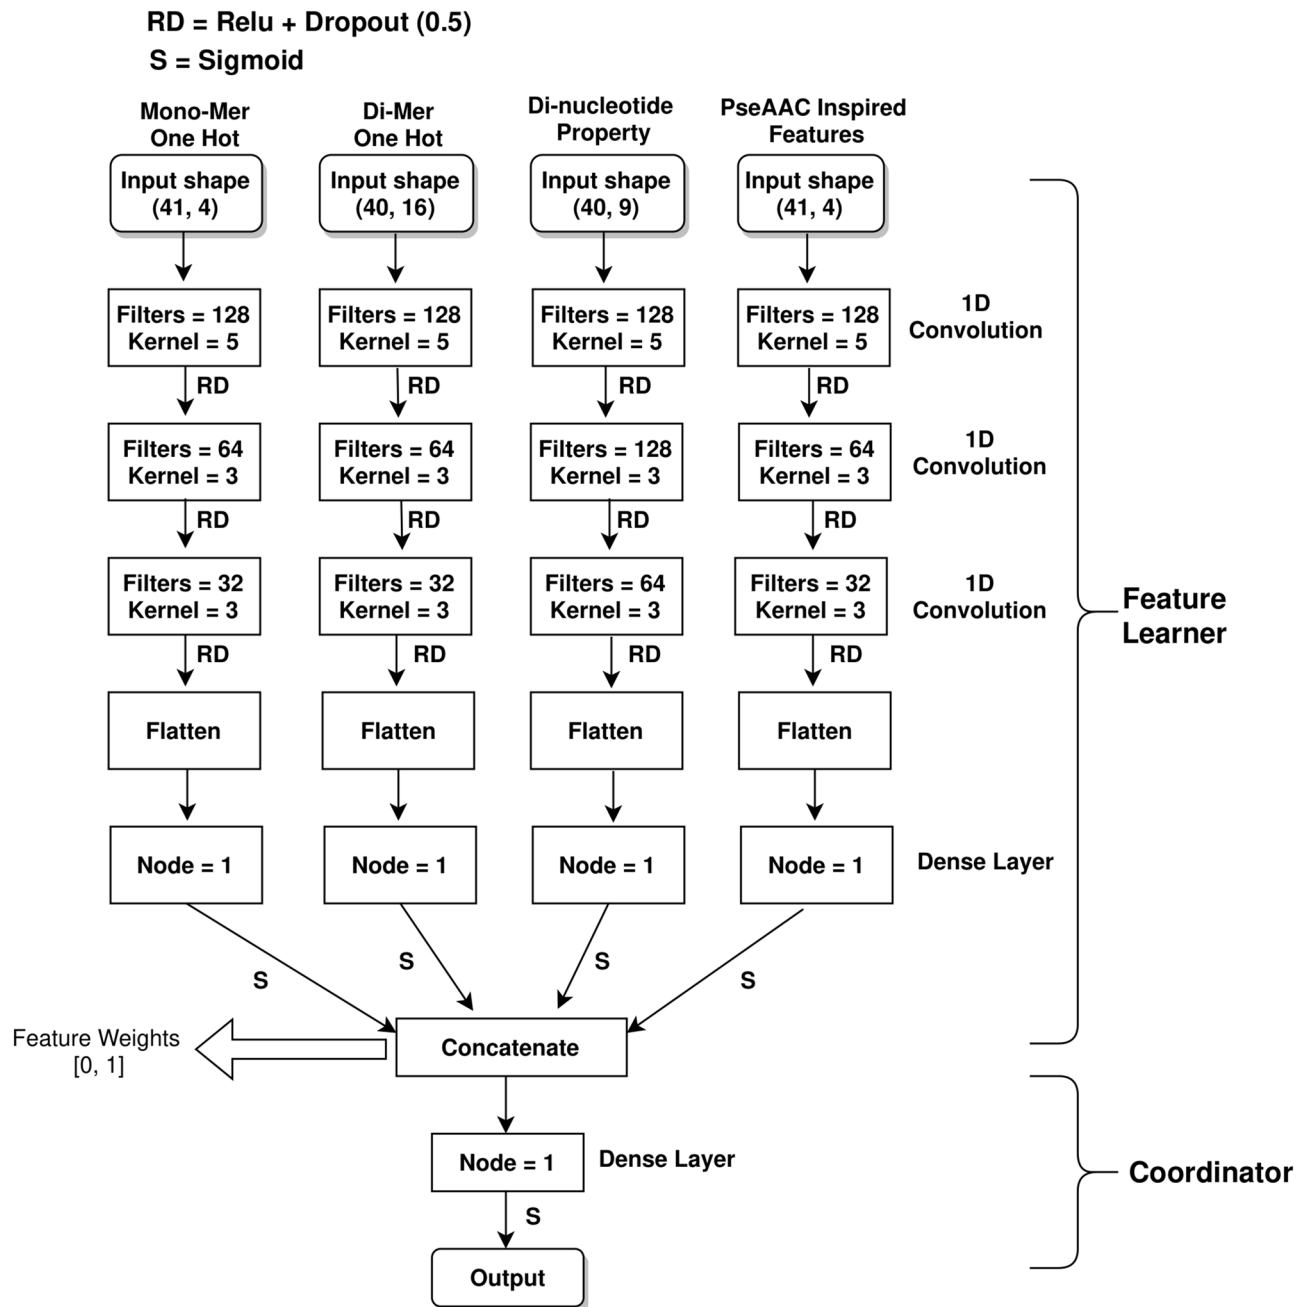 RD = Relu + Dropout (0.5)
S = Sigmoid
Mono-Mer
One Hot
Di-Mer
One Hot
Di-nucleotide
Property
PseAAC Inspired
Features
Input shape
(41, 4)
Input shape
(40, 16)
Input shape
(40, 9)
Input shape
(41, 4)
Filters = 128
Kernel = 5
Filters = 128
Kernel = 5
Filters = 128
Kernel = 5
Filters = 128
Kernel = 5
1D
Convolution
RD
RD
RD
RD
Filters = 64
Kernel = 3
Filters = 64
Kernel = 3
Filters = 128
Kernel = 3
Filters = 64
Kernel = 3
1D
Convolution
RD
RD
RD
RD
Filters = 32
Kernel = 3
Filters = 32
Kernel = 3
Filters = 64
Kernel = 3
Filters = 32
Kernel = 3
1D
Convolution
Feature
Learner
RD
RD
RD
RD
Flatten
Flatten
Flatten
Flatten
Node = 1
Node = 1
Node = 1
Node = 1
Dense Layer
S
S
S
S
Feature Weights
[0, 1]
Concatenate
Node = 1
Dense Layer
Coordinator
S
Output